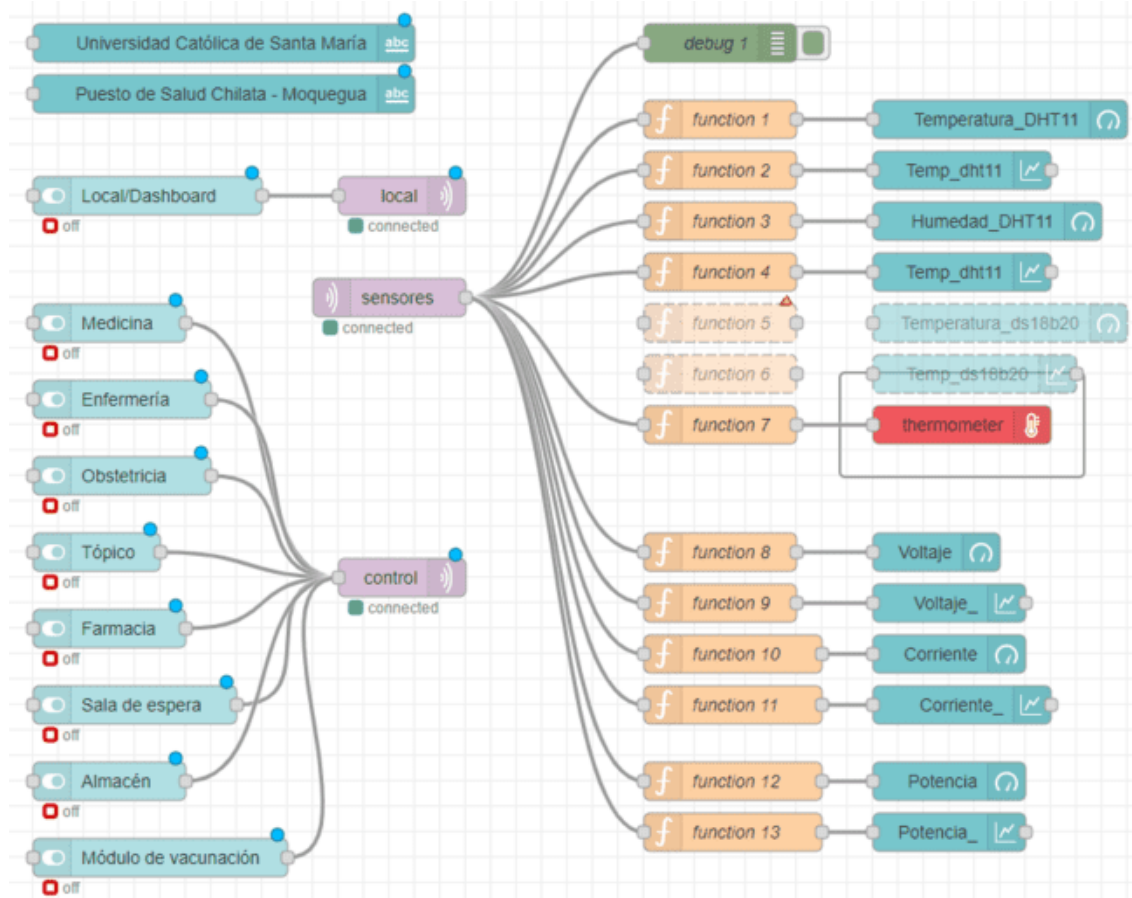 Universidad Católica de Santa María
abc
Puesto de Salud Chilata - Moquegua
abc
Local/Dashboard
off
local
connected
sensores
connected
Medicina
off
Enfermería
off
Obstetricia
off
Tópico
off
Farmacia
off
Sala de espera
off
Almacén
off
Módulo de vacunación
off
control
connected
debug 1
function 1
Temperatura_DHT11
function 2
Temp_dht11
function 3
Humedad_DHT11
function 4
Temp_dht11
function 5
Temperatura_ds18b20
function 6
Temp_ds18b20
function 7
thermometer
function 8
Voltaje
function 9
Voltaje_
function 10
Corriente
function 11
Corriente_
function 12
Potencia
function 13
Potencia_